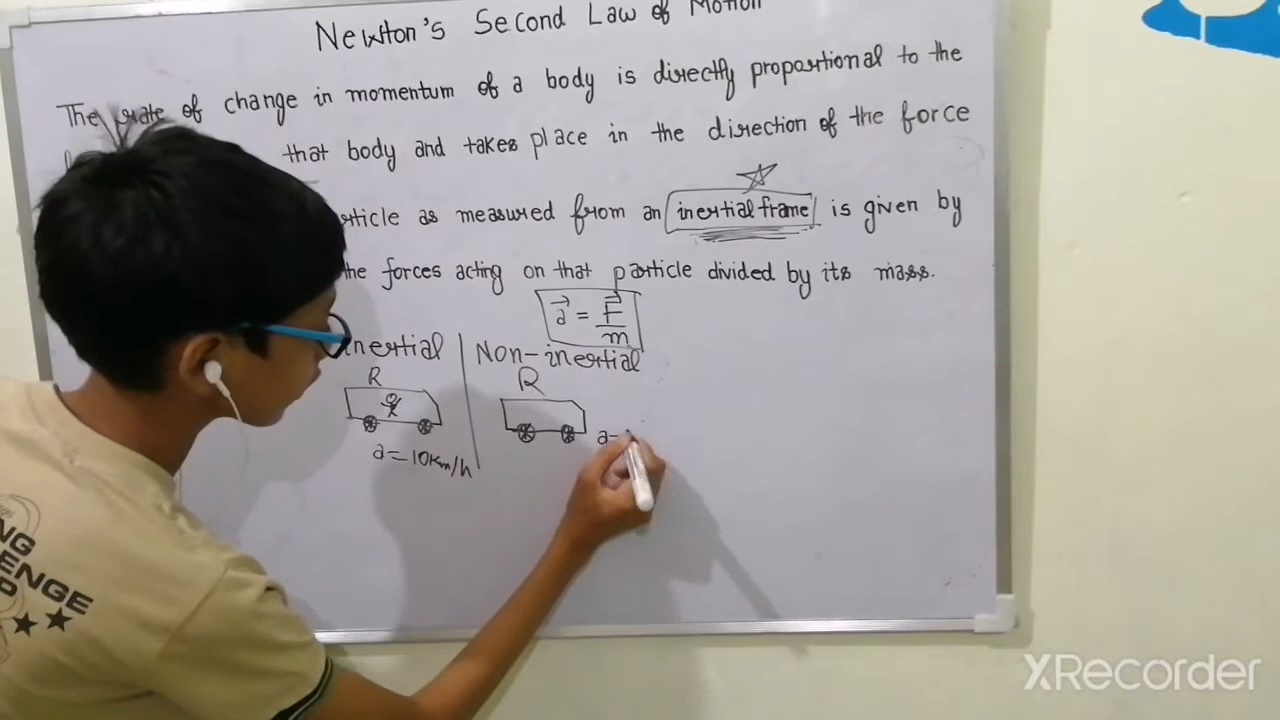 Newton's Second Law of Motion
The rate of change in momentum of a body is directly proportional to the
that body and takes place in the direction of the force
as measured from an inertial frame is given by
the forces acting on that particle divided by its mass.
a = F
m
inertial Non-inertial
R R
a = 10km/h a=
ENGE
XRecorder